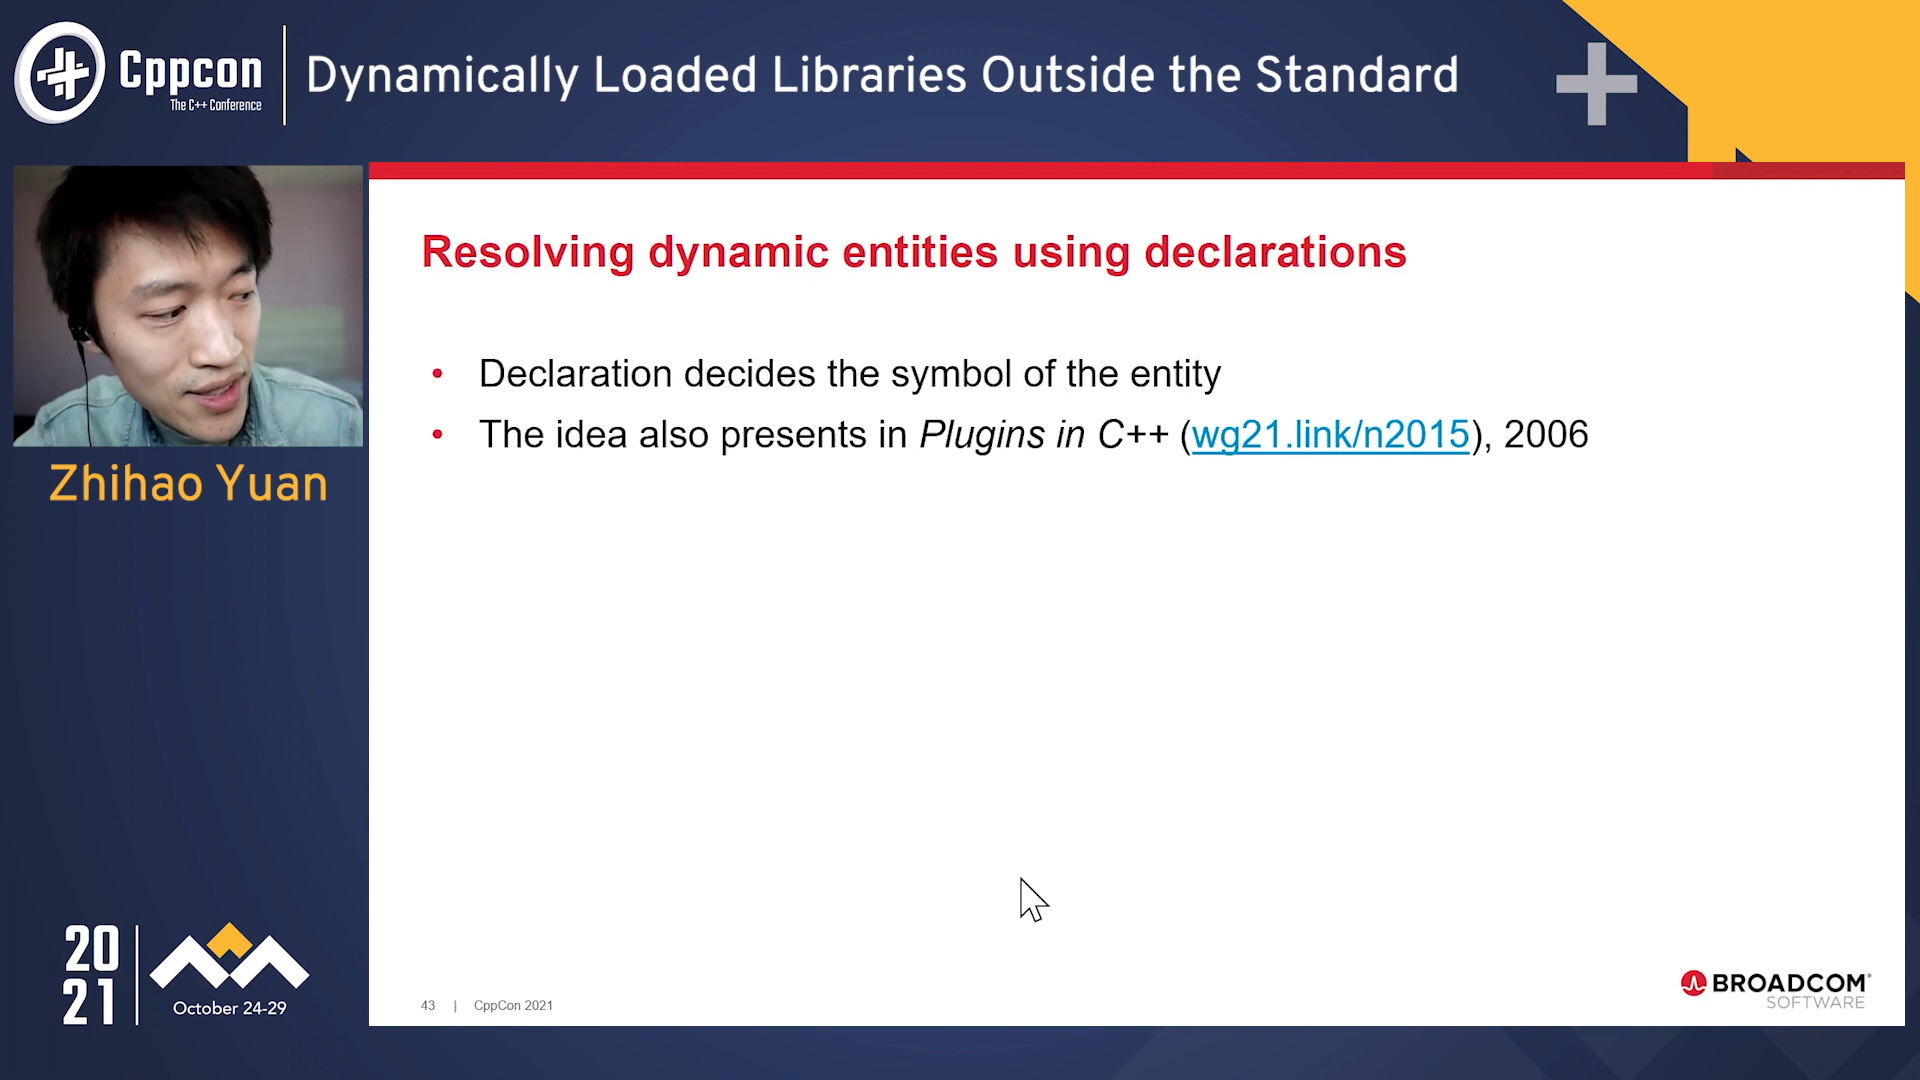 Cppcon
The C++ Conference
Dynamically Loaded Libraries Outside the Standard
Zhihao Yuan
Resolving dynamic entities using declarations
• Declaration decides the symbol of the entity
• The idea also presents in Plugins in C++ (wg21.link/n2015), 2006
20
21
October 24-29
43 | CppCon 2021
BROADCOM
SOFTWARE